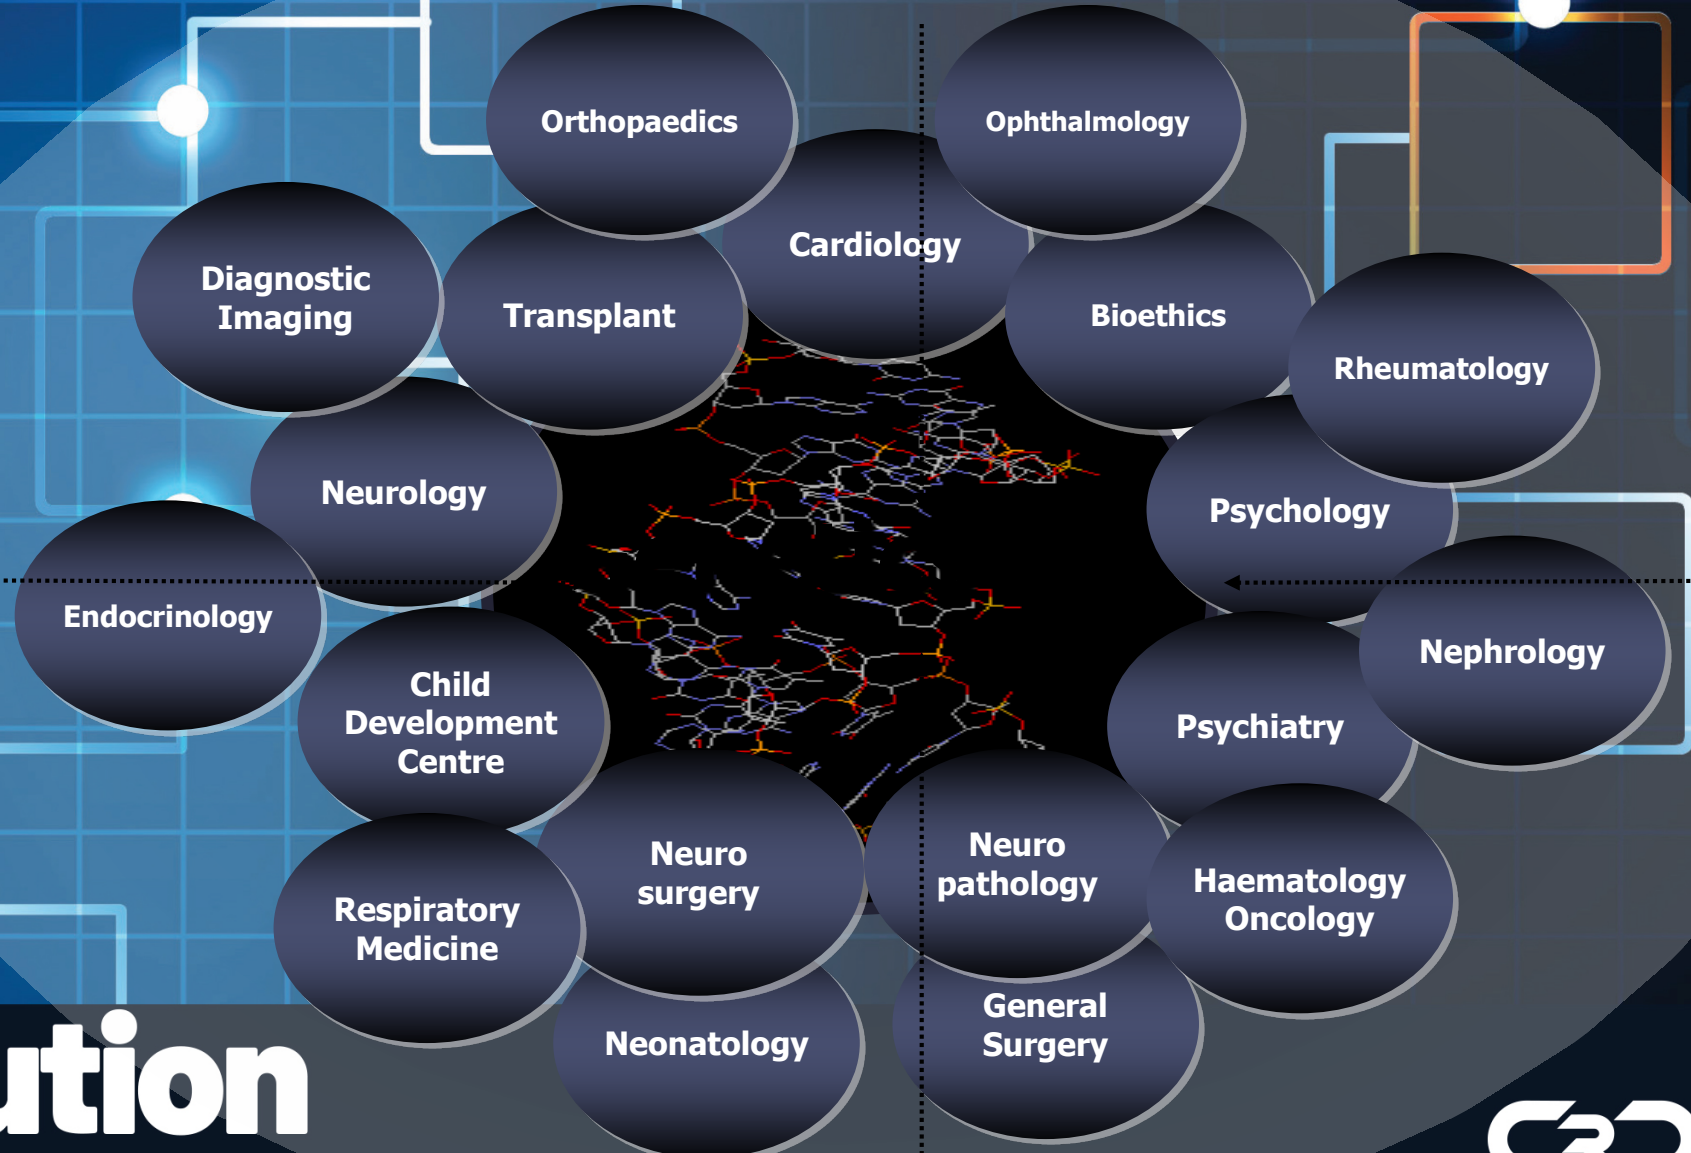 Orthopaedics
Ophthalmology
Cardiology
Diagnostic
Imaging
Transplant
Bioethics
Rheumatology
Neurology
Psychology
Endocrinology
Nephrology
Child
Development
Centre
Psychiatry
Neuro
surgery
Neuro
pathology
Haematology
Oncology
Respiratory
Medicine
General
Surgery
Neonatology